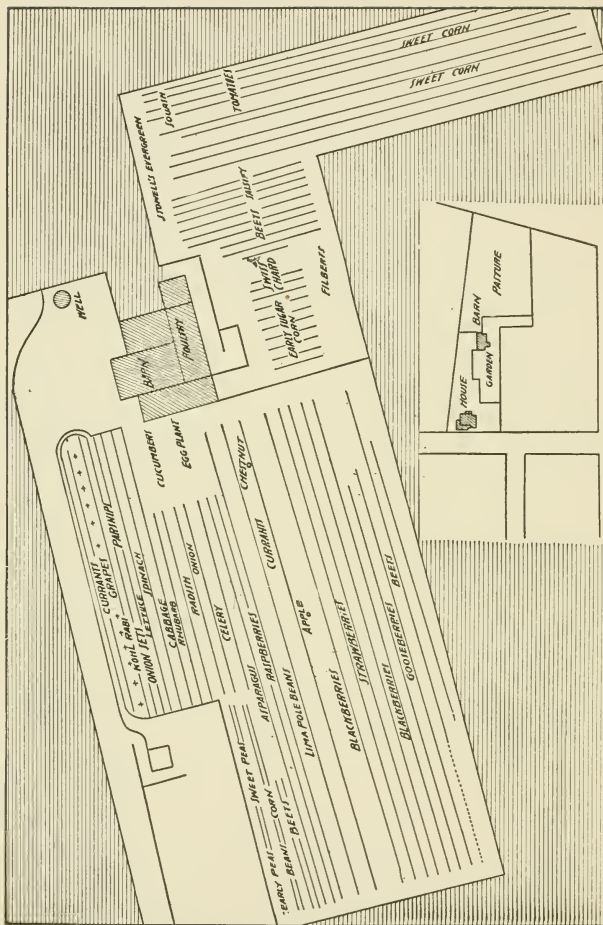 SWEET CORN
SWEET CORN
TOMATOES
SQUASH
STOWELL'S EVERGREEN
BEETS SALSIFY
SWISS
CHARD
EARLY SUGAR
CORN
FILBERTS
WELL
BARN
POULTRY
CUCUMBERS
EGG PLANT
CHESTNUT
CURRANTS
GRAPES
PARSNIPS
KOHL RABI
ONION SETS
LETTUCE SPINACH
CABBAGE
RHUBARB
RADISH ONION
CELERY
CURRANTS
ASPARAGUS
RASPBERRIES
APPLE
LIMA POLE BEANS
BLACKBERRIES
STRAWBERRIES
BLACKBERRIES
GOOSEBERRIES BEETS
SWEET PEAS
EARLY PEAS CORN
BEANS BEETS
HOUSE
BARN
GARDEN
PASTURE